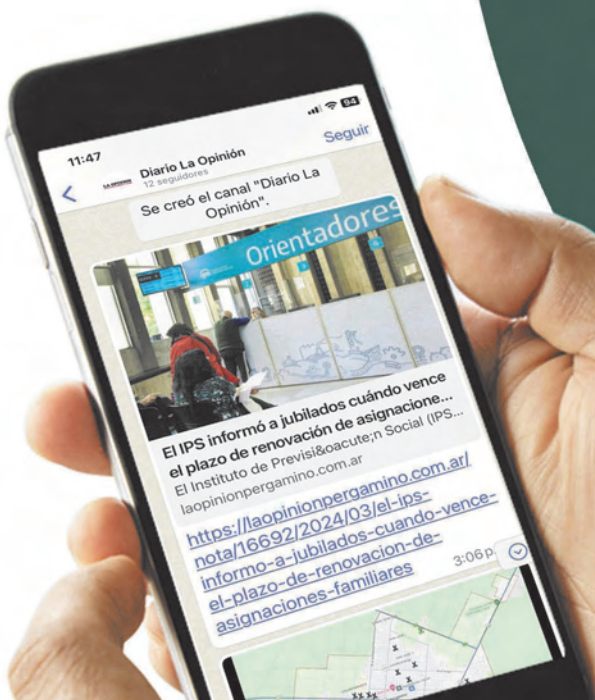 11:47
94
Diario La Opinión
12 seguidores
Seguir
Se creó el canal "Diario La
Opinión".
Orientadores
El IPS informó a jubilados cuándo vence
el plazo de renovación de asignacione...
El Instituto de Previsi&oacute;n Social (IPS...
laopinionpergamino.com.ar
https://laopinionpergamino.com.ar/
nota/16692/2024/03/el-ips-
informo-a-jubilados-cuando-vence-
el-plazo-de-renovacion-de-
asignaciones-familiares
3:06 p.